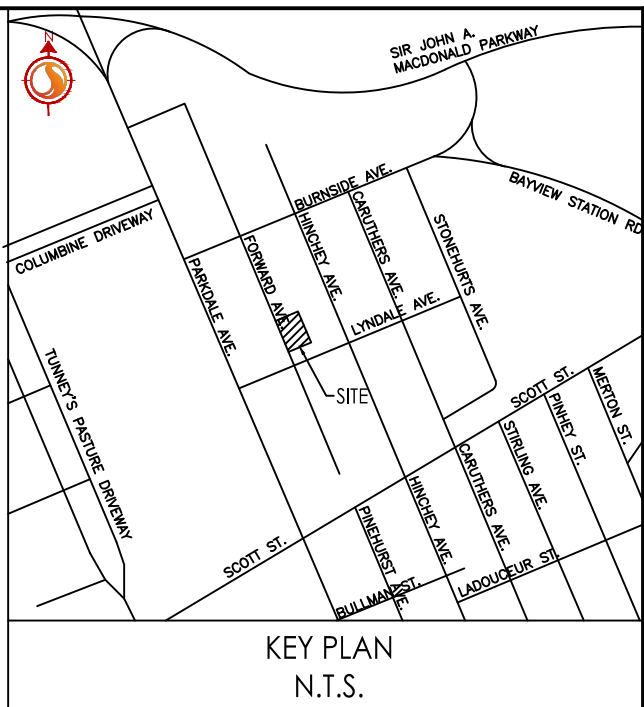 N
SIR JOHN A.
MACDONALD PARKWAY
BURNSIDE AVE.
BAYVIEW STATION RD
COLUMBINE DRIVEWAY
PARKDALE AVE.
FORWARD AVE.
HINCHEY AVE.
CARUTHERS AVE.
STONEHURTS AVE.
LYNDALE AVE.
SITE
TUNNEY'S PASTURE DRIVEWAY
SCOTT ST.
MERTON ST.
PINHEY ST.
STIRLING AVE.
CARUTHERS AVE.
HINCHEY AVE.
PINEHURST AVE.
SCOTT ST.
BULLMAN ST.
LADOUCEUR ST.
KEY PLAN
N.T.S.